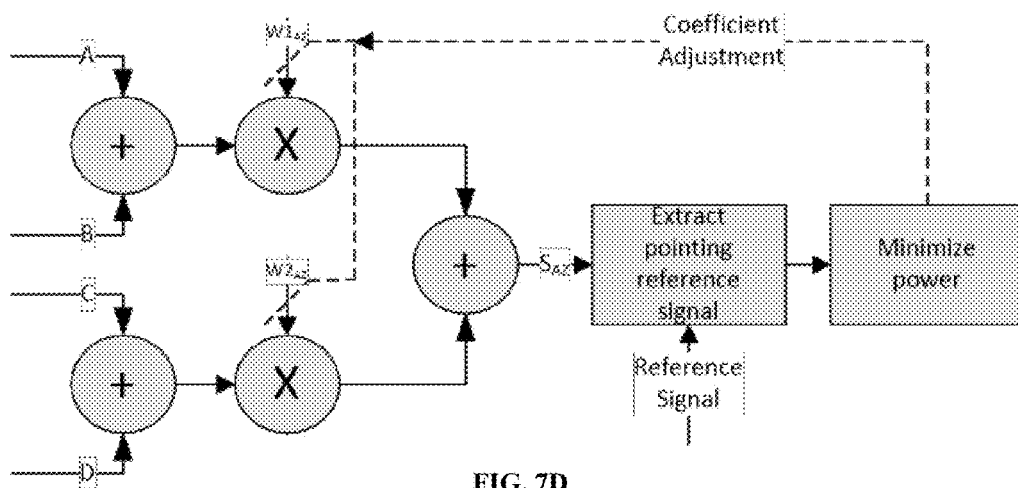 A
B
C
D
+
+
X
X
+
w1AZ
w2AZ
SAZ
Coefficient
Adjustment
Extract
pointing
reference
signal
Minimize
power
Reference
Signal
FIG. 7D